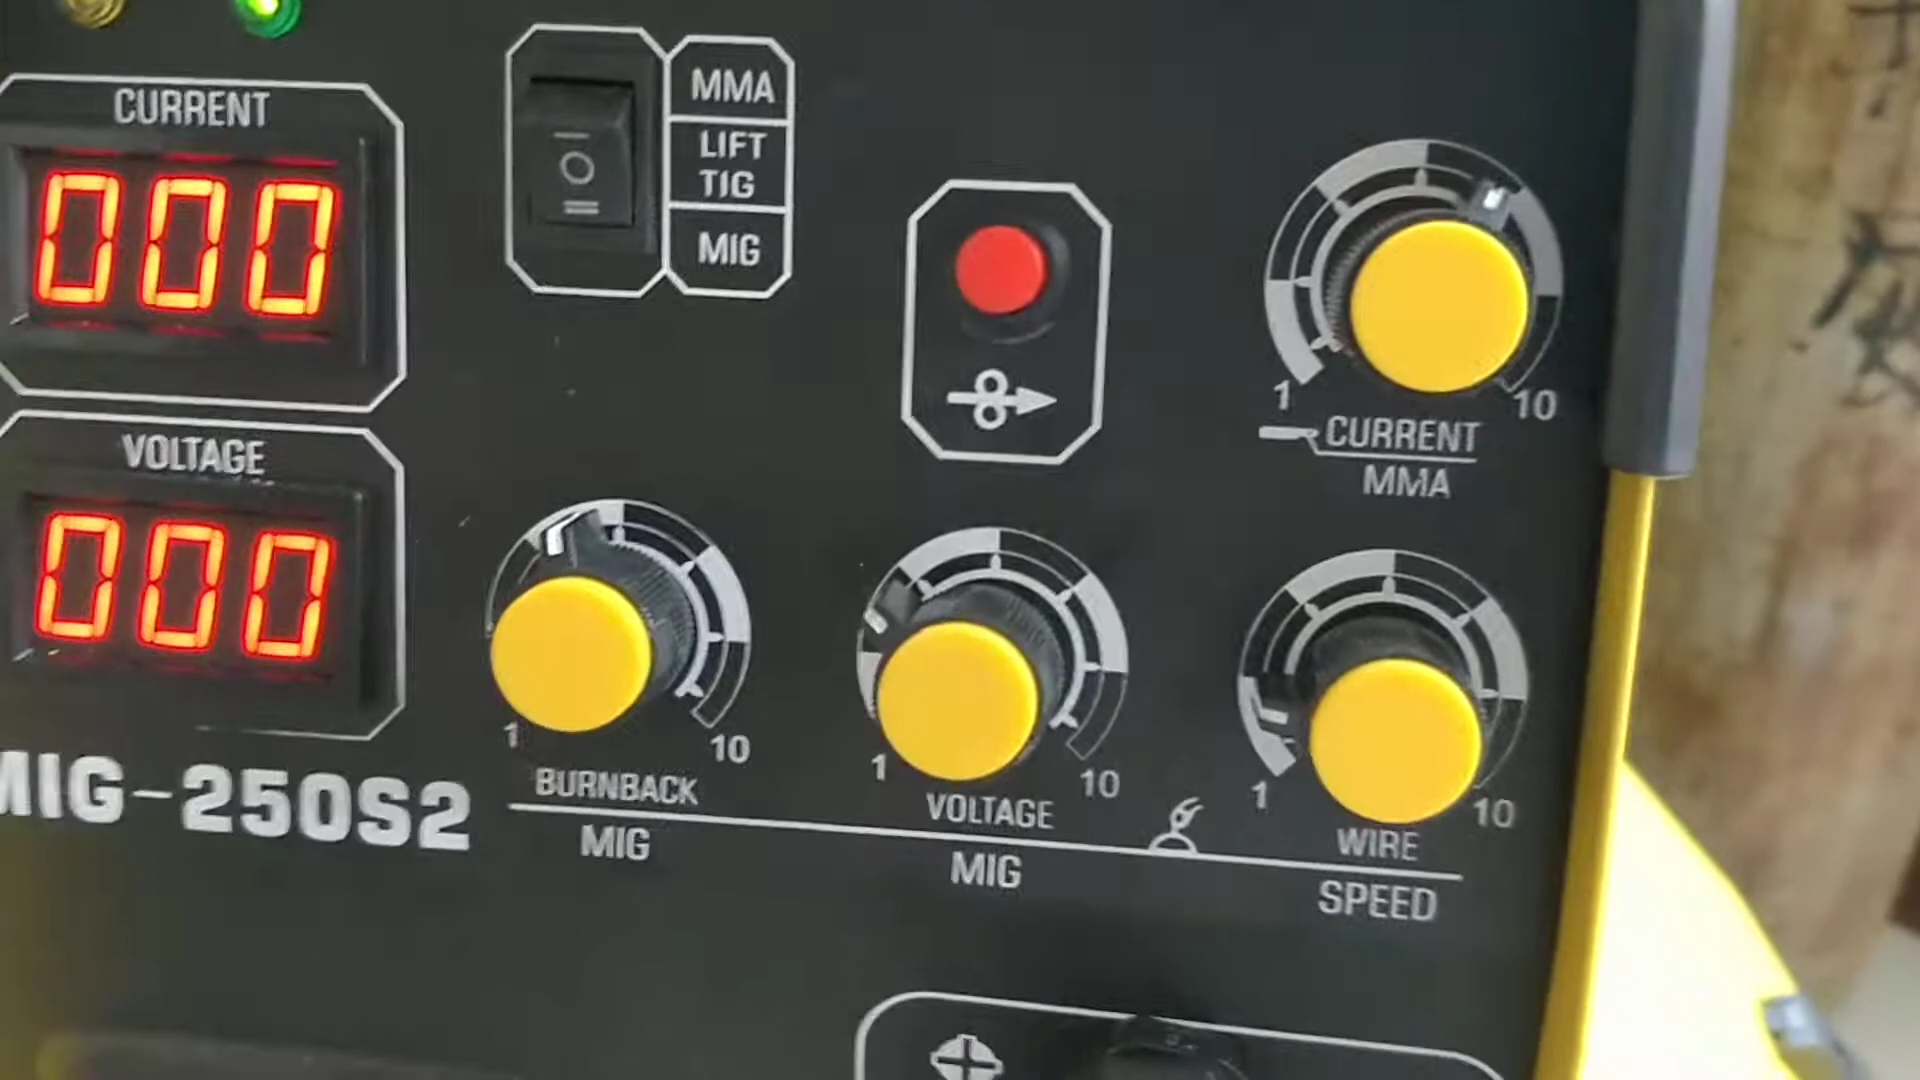 CURRENT
000
MMA
LIFT
TIG
MIG
1
10
CURRENT
MMA
VOLTAGE
000
MIG-250S2
1
10
BURNBACK
MIG
1
10
VOLTAGE
MIG
1
10
WIRE
SPEED